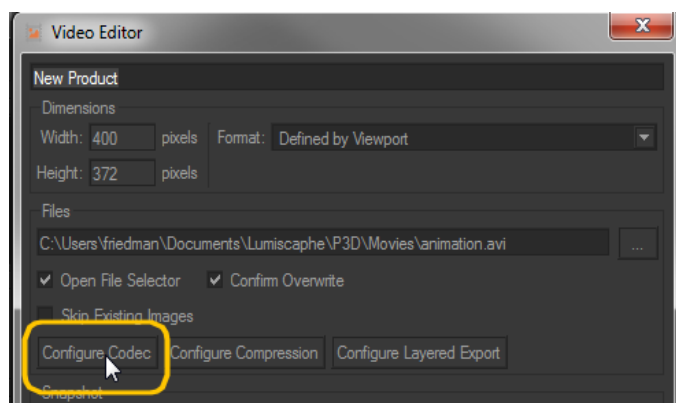 Video Editor
New Product
Dimensions
Width: 400 pixels Format: Defined by Viewport
Height: 372 pixels
Files
C:\Users\friedman\Documents\Lumiscaphe\P3D\Movies\animation.avi ...
Open File Selector Confirm Overwrite
Skip Existing Images
Configure Codec Configure Compression Configure Layered Export
Snapshot